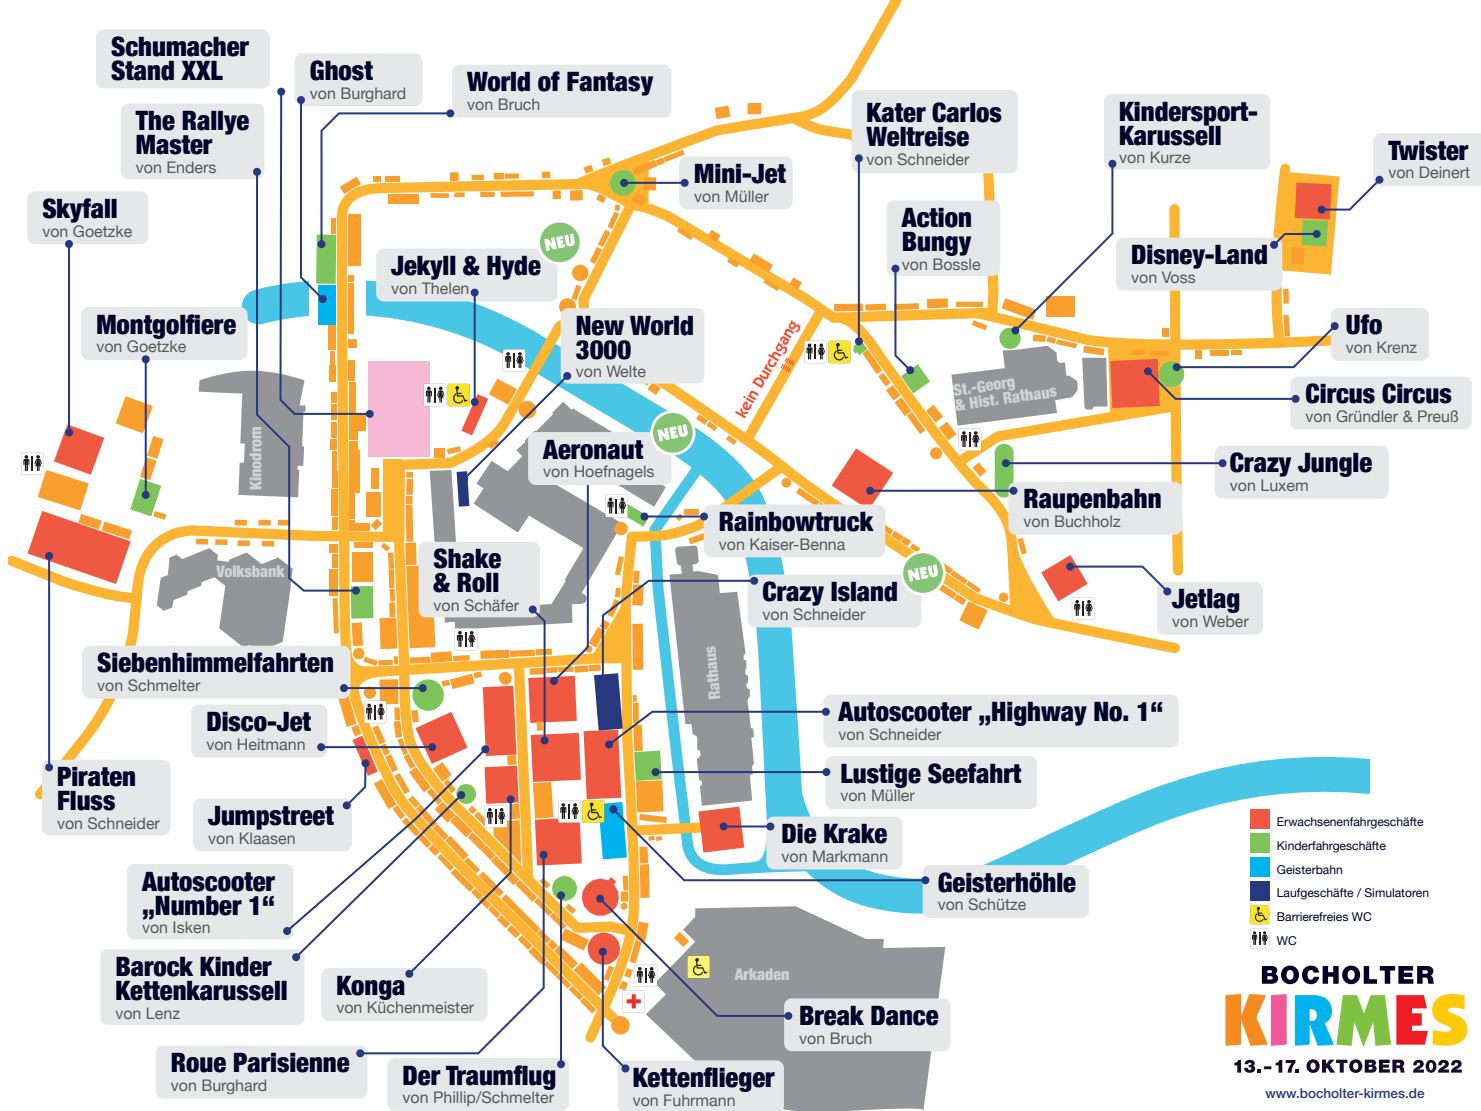 Schumacher
Stand XXL
Ghost
von Burghard
World of Fantasy
von Bruch
The Rallye
Master
von Enders
Skyfall
von Goetzke
Montgolfiere
von Goetzke
Jekyll & Hyde
von Thelen
NEU
New World
3000
von Welte
Mini-Jet
von Müller
Kater Carlos
Weltreise
von Schneider
Action
Bungy
von Bossle
Kindersport-
Karussell
von Kurze
Twister
von Deinert
Disney-Land
von Voss
Ufo
von Krenz
Circus Circus
von Gründler & Preuß
Crazy Jungle
von Luxem
Raupenbahn
von Buchholz
Jetlag
von Weber
kein Durchgang
St.-Georg
& Hist. Rathaus
Kinodrom
Volksbank
Aeronaut
von Hoefnagels
NEU
Rainbowtruck
von Kaiser-Benna
NEU
Shake
& Roll
von Schäfer
Crazy Island
von Schneider
Rathaus
Siebenhimmelfahrten
von Schmelter
Disco-Jet
von Heitmann
Piraten
Fluss
von Schneider
Jumpstreet
von Klaasen
Autoscooter „Highway No. 1“
von Schneider
Lustige Seefahrt
von Müller
Die Krake
von Markmann
Geisterhöhle
von Schütze
Autoscooter
„Number 1“
von Isken
Barock Kinder
Kettenkarussell
von Lenz
Konga
von Küchenmeister
Roue Parisienne
von Burghard
Der Traumflug
von Phillip/Schmelter
Kettenflieger
von Fuhrmann
Break Dance
von Bruch
Arkaden
Erwachsenenfahrgeschäfte
Kinderfahrgeschäfte
Geisterbahn
Laufgeschäfte / Simulatoren
Barrierefreies WC
WC
BOCHOLTER
KIRMES
13.-17. OKTOBER 2022
www.bocholter-kirmes.de